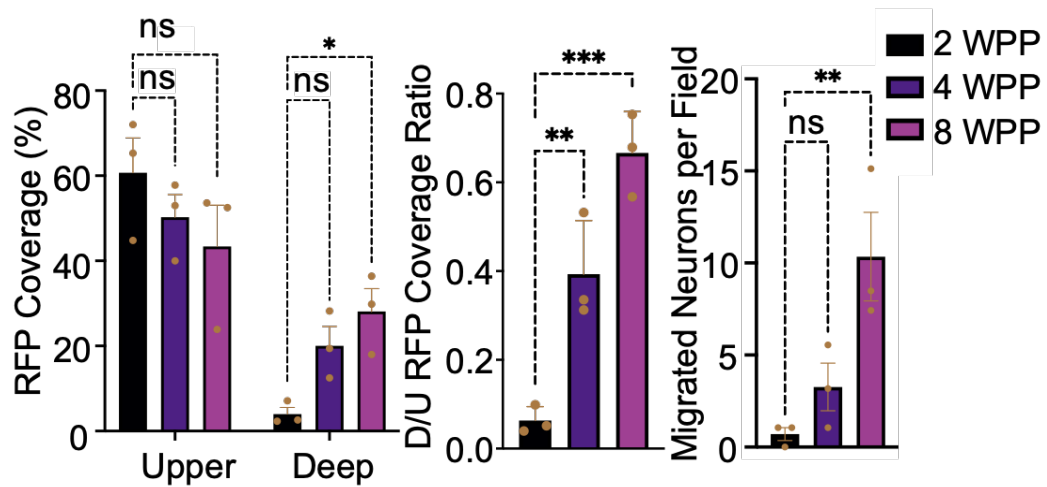 ns
ns
*
ns
RFP Coverage (%)
80
60
40
20
0
Upper
Deep
***
**
D/U RFP Coverage Ratio
0.8
0.6
0.4
0.2
0.0
**
ns
Migrated Neurons per Field
20
15
10
5
0
2 WPP
4 WPP
8 WPP